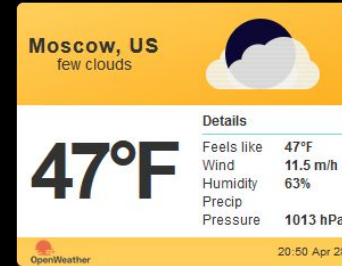 Moscow, US
few clouds
47°F
Details
Feels like 47°F
Wind 11.5 m/h
Humidity 63%
Precip
Pressure 1013 hPa
OpenWeather
20:50 Apr 28